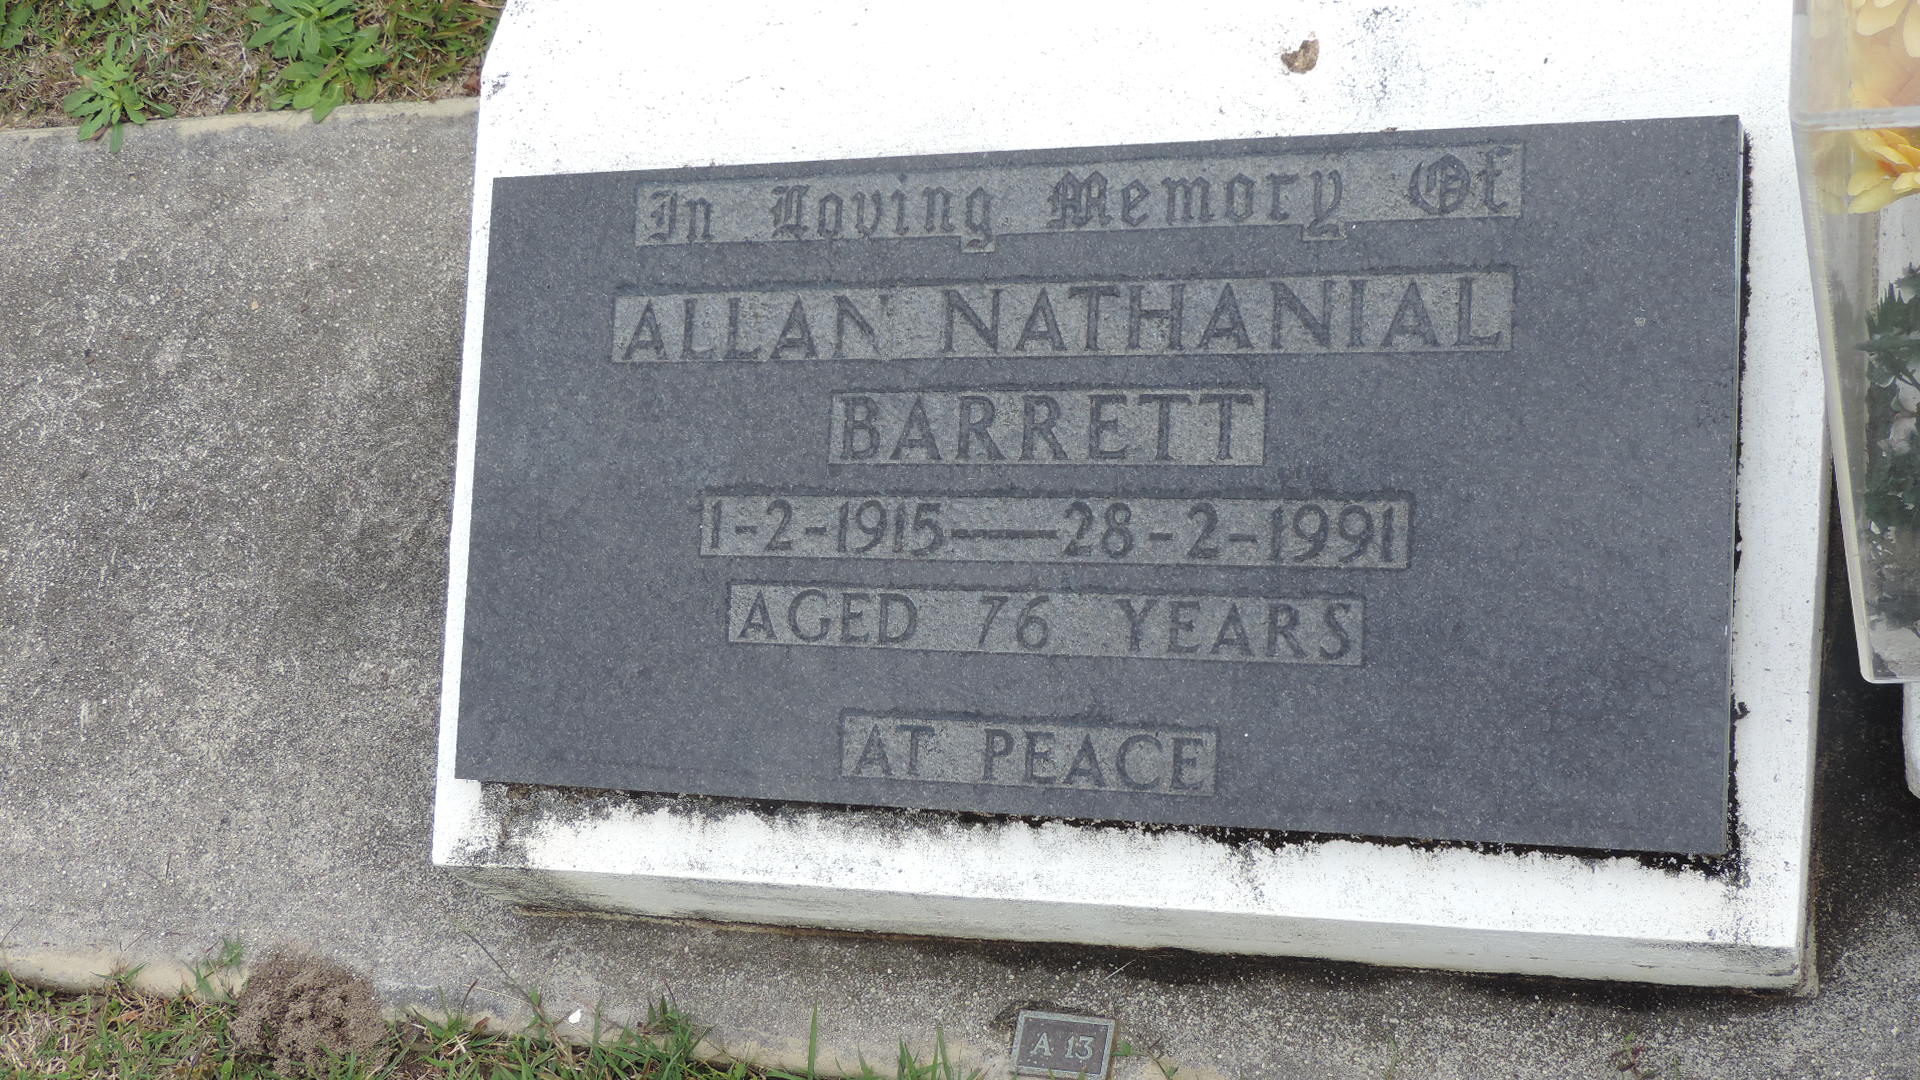 In Loving Memory Of
ALLAN NATHANIAL
BARRETT
1-2-1915——28-2-1991
AGED 76 YEARS
AT PEACE
A 13